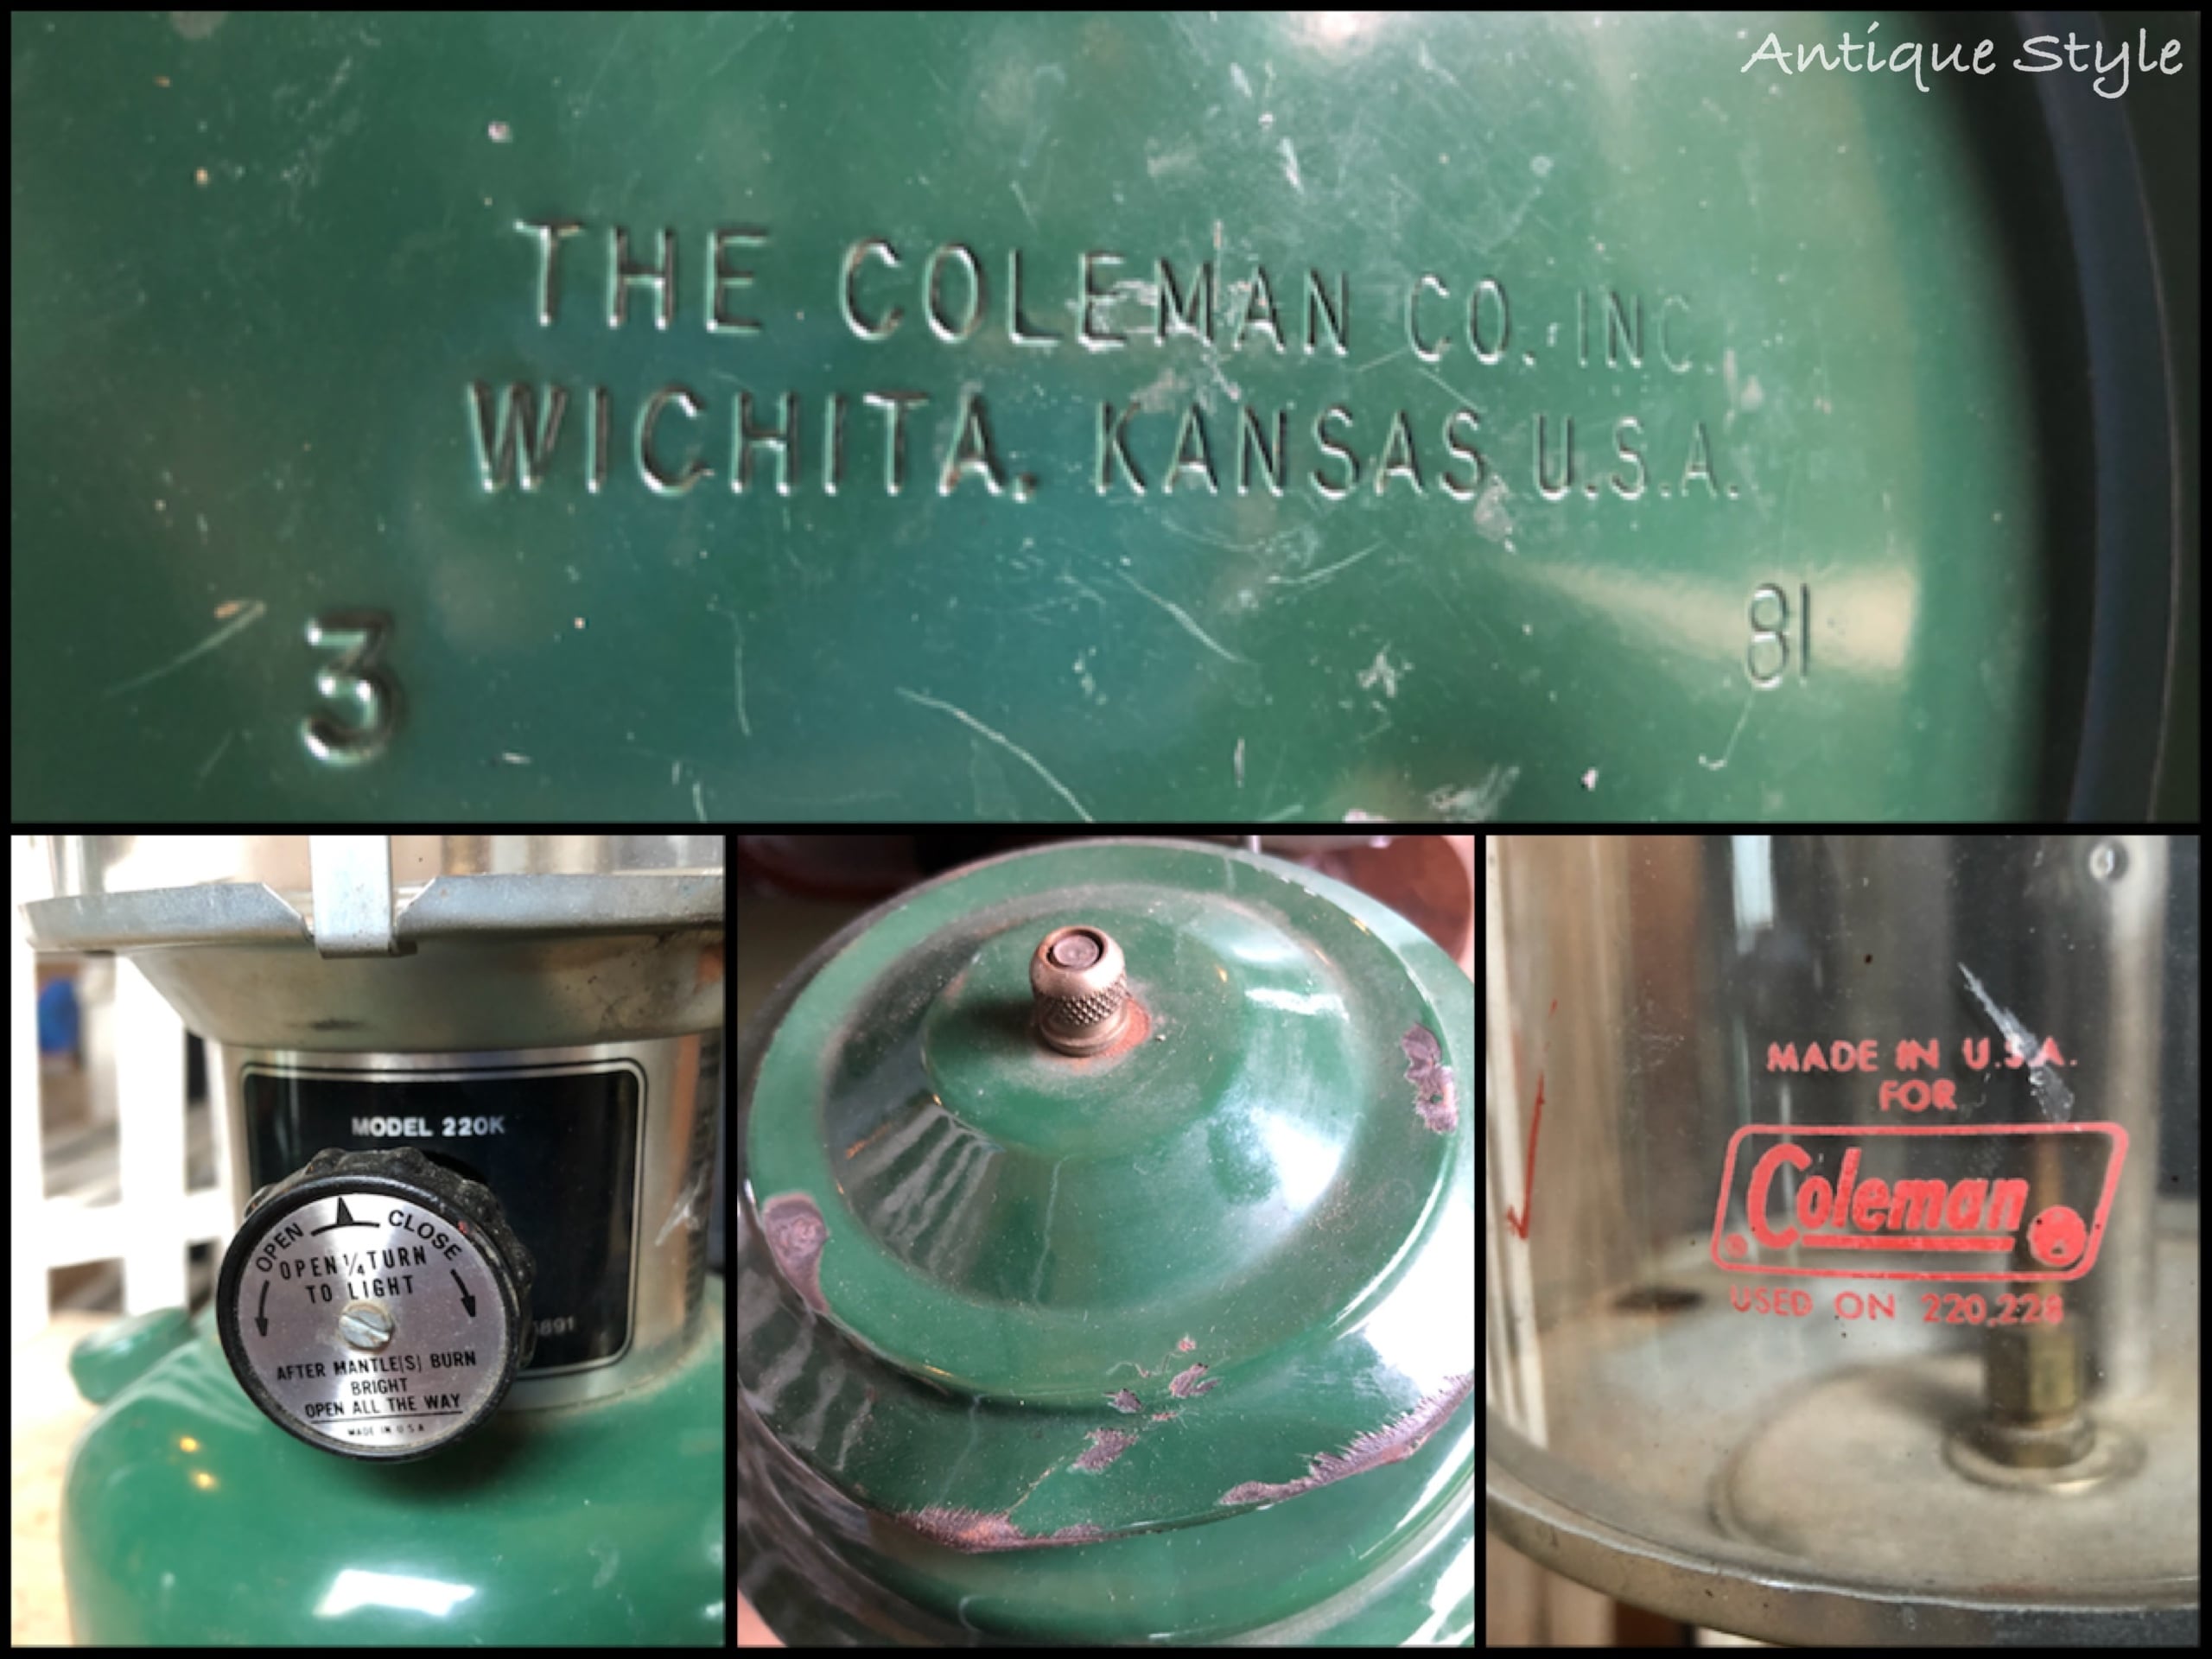 Antique Style
THE COLEMAN CO. INC.
WICHITA, KANSAS U.S.A.
3 81
MODEL 220K
OPEN CLOSE
OPEN 1/4 TURN
TO LIGHT
AFTER MANTLE(S) BURN
BRIGHT
OPEN ALL THE WAY
MADE IN U S A
MADE IN U.S.A.
FOR
Coleman
USED ON 220,228